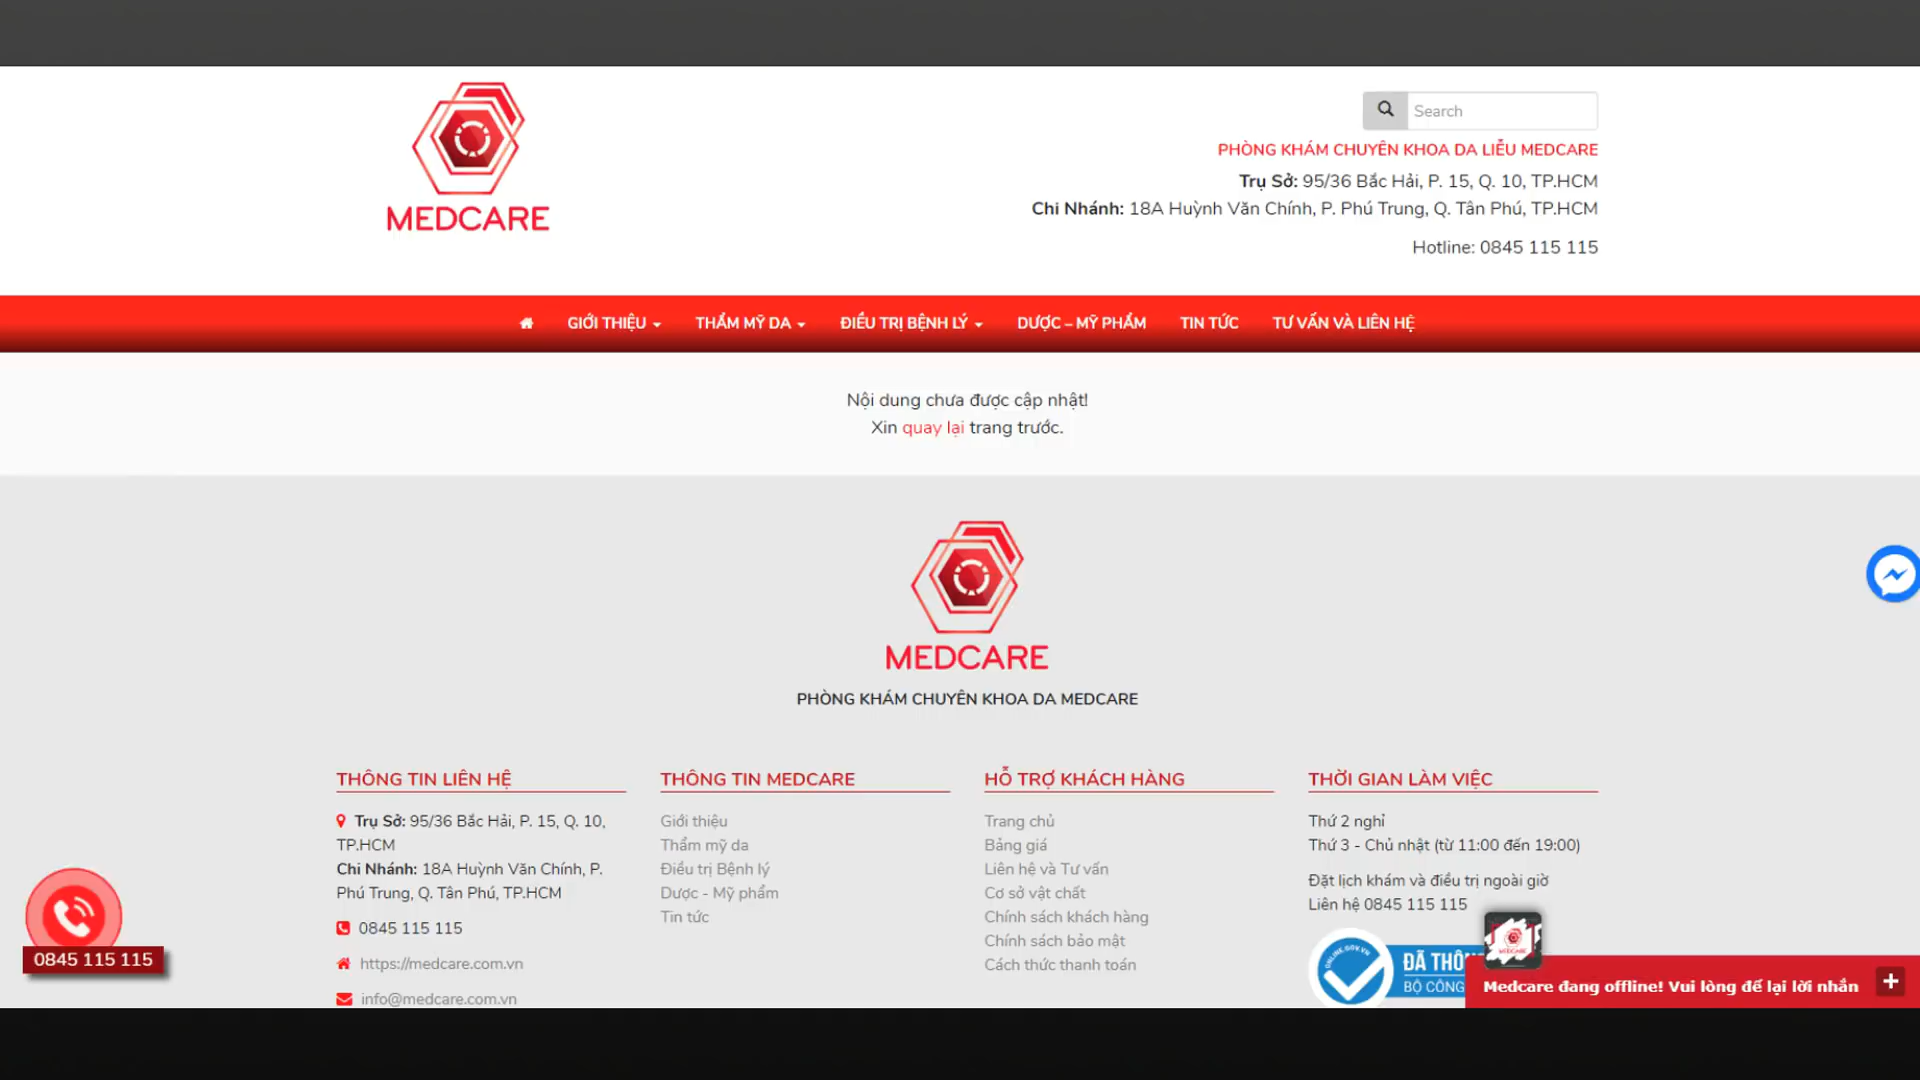 MEDCARE
Search
PHÒNG KHÁM CHUYÊN KHOA DA LIỄU MEDCARE
Trụ Sở: 95/36 Bắc Hải, P. 15, Q. 10, TP.HCM
Chi Nhánh: 18A Huỳnh Văn Chính, P. Phú Trung, Q. Tân Phú, TP.HCM
Hotline: 0845 115 115
GIỚI THIỆU THẨM MỸ DA ĐIỀU TRỊ BỆNH LÝ DƯỢC – MỸ PHẨM TIN TỨC TƯ VẤN VÀ LIÊN HỆ
Nội dung chưa được cập nhật!
Xin quay lại trang trước.
MEDCARE
PHÒNG KHÁM CHUYÊN KHOA DA MEDCARE
THÔNG TIN LIÊN HỆ
Trụ Sở: 95/36 Bắc Hải, P. 15, Q. 10,
TP.HCM
Chi Nhánh: 18A Huỳnh Văn Chính, P.
Phú Trung, Q. Tân Phú, TP.HCM
0845 115 115
https://medcare.com.vn
info@medcare.com.vn
THÔNG TIN MEDCARE
Giới thiệu
Thẩm mỹ da
Điều trị Bệnh lý
Dược - Mỹ phẩm
Tin tức
HỖ TRỢ KHÁCH HÀNG
Trang chủ
Bảng giá
Liên hệ và Tư vấn
Cơ sở vật chất
Chính sách khách hàng
Chính sách bảo mật
Cách thức thanh toán
THỜI GIAN LÀM VIỆC
Thứ 2 nghỉ
Thứ 3 - Chủ nhật (từ 11:00 đến 19:00)
Đặt lịch khám và điều trị ngoài giờ
Liên hệ 0845 115 115
ONLINE.GOV.VN
ĐÃ THÔN
BỘ CÔNG
0845 115 115
MEDCARE
Medcare đang offline! Vui lòng để lại lời nhắn